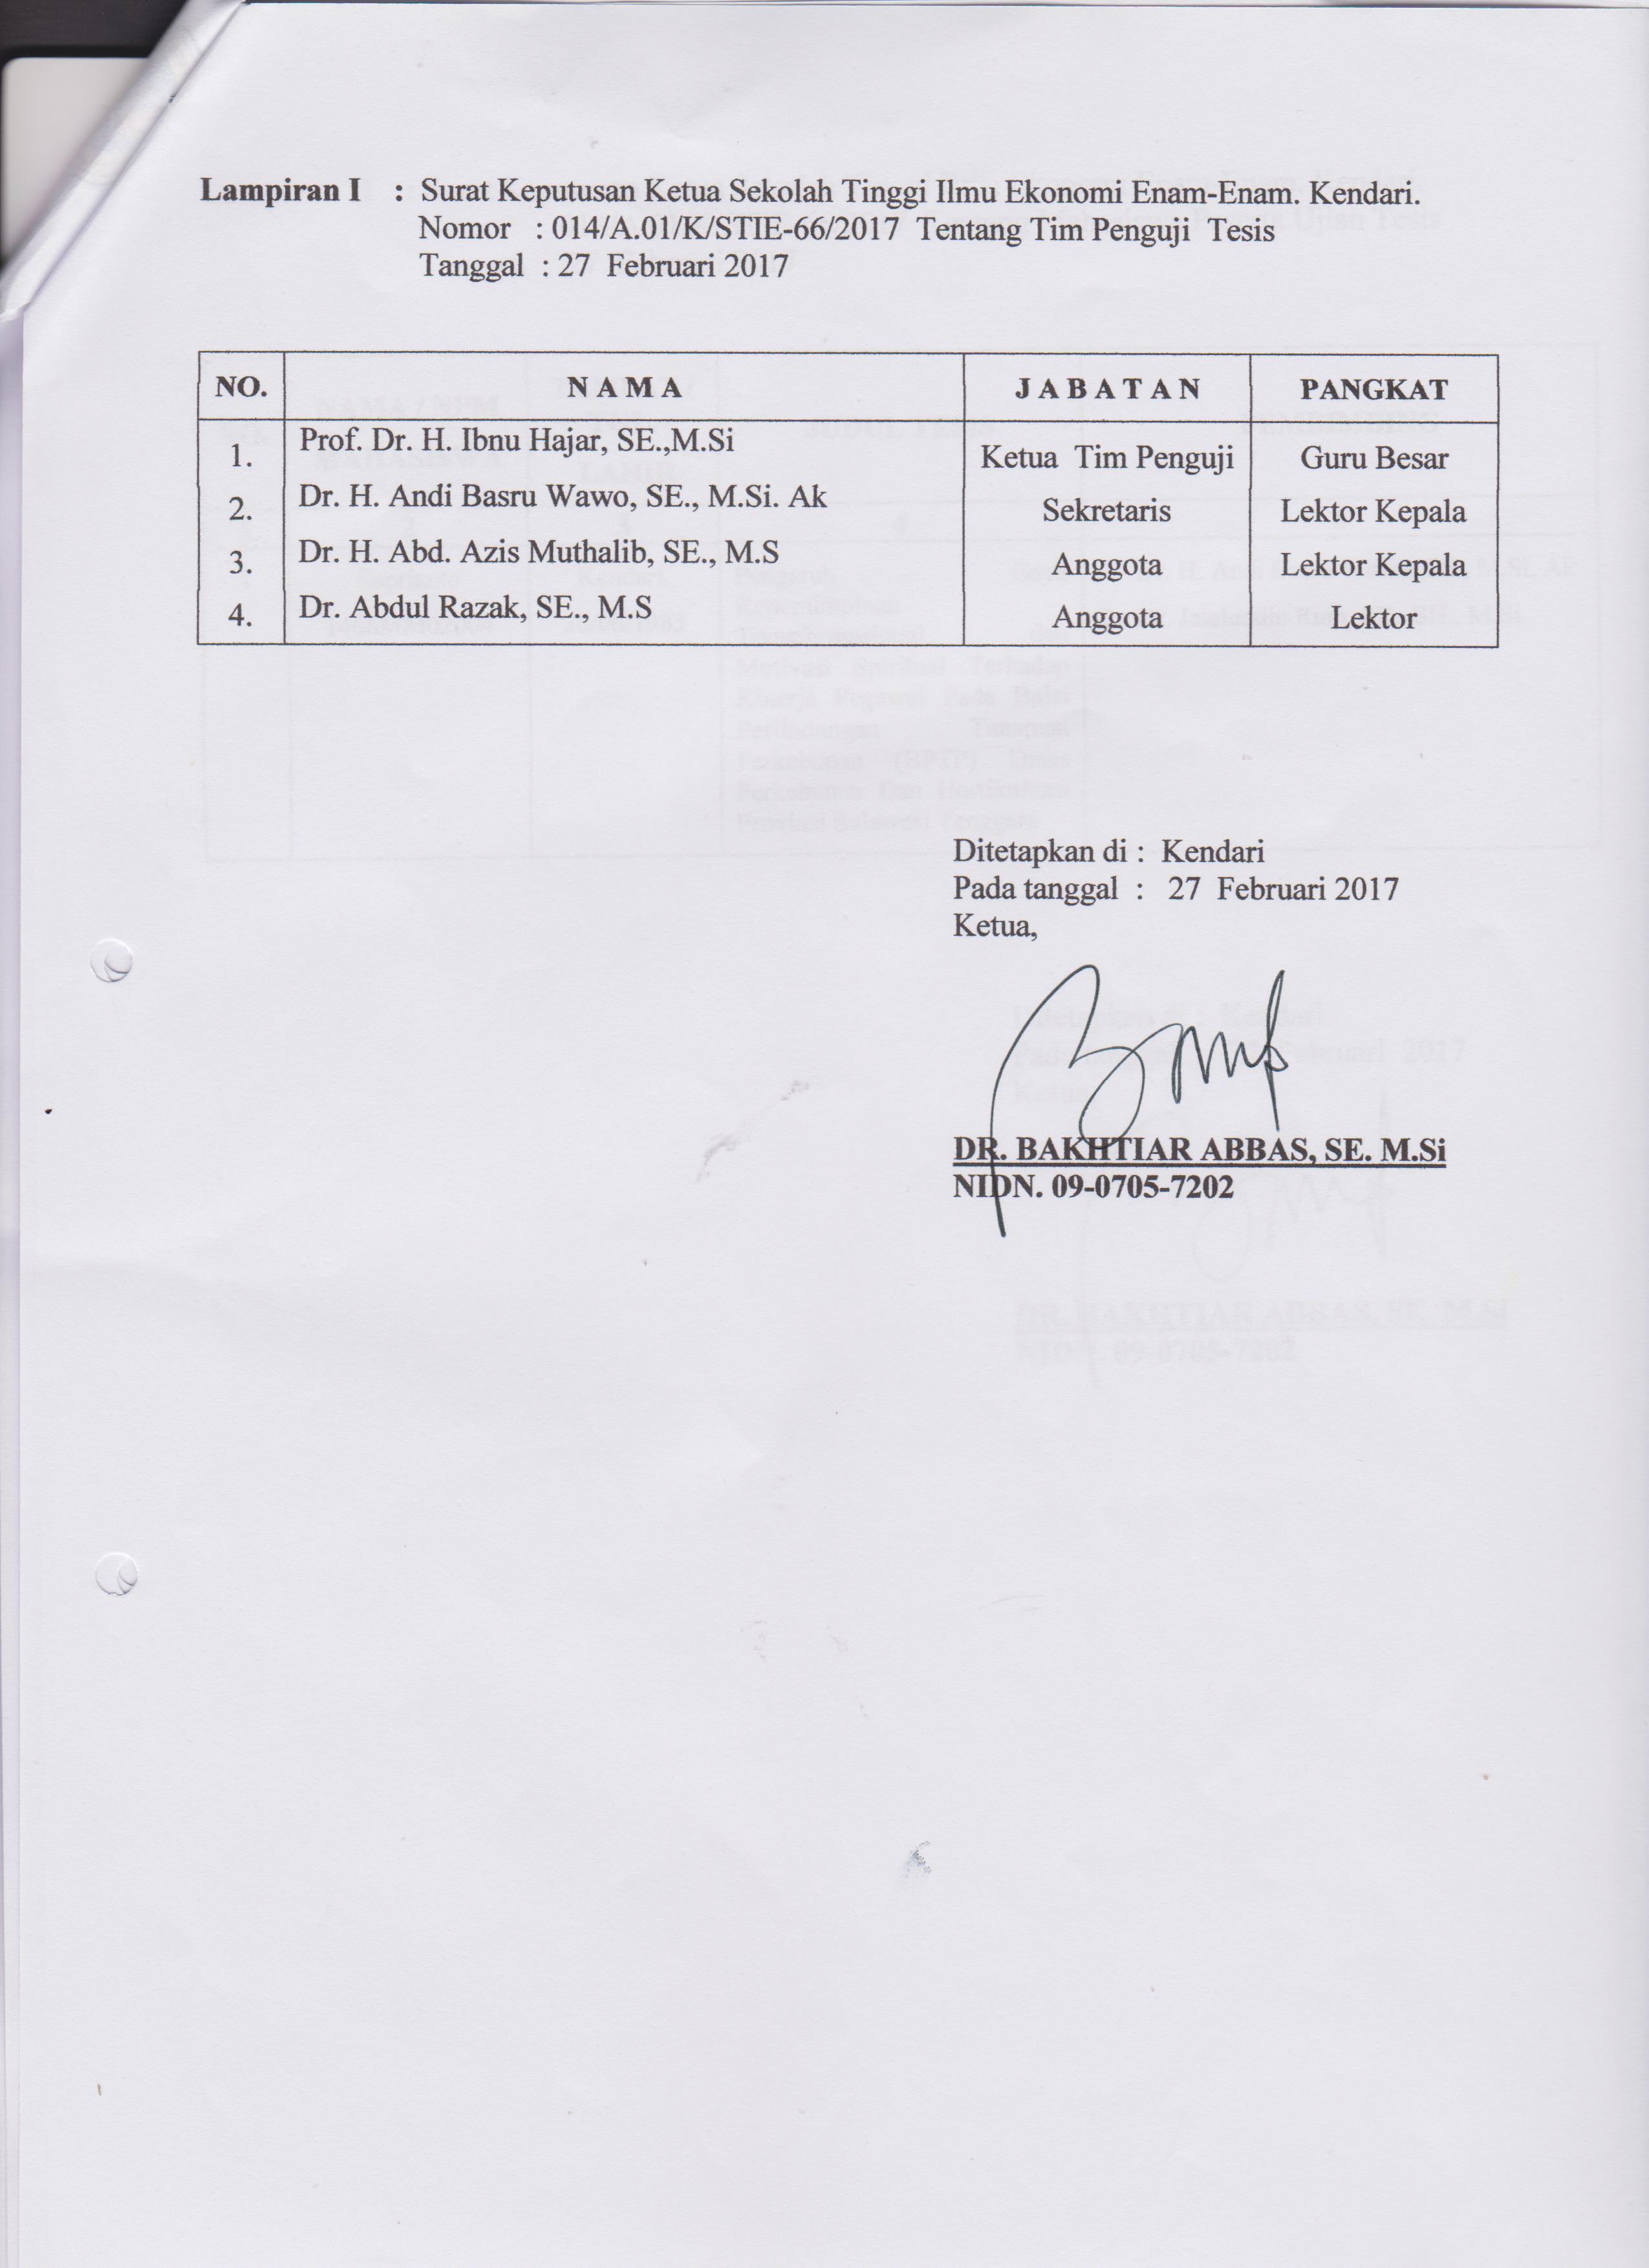 Lampiran I : Surat Keputusan Ketua Sekolah Tinggi Ilmu Ekonomi Enam-Enam. Kendari.
Nomor : 014/A.01/K/STIE-66/2017 Tentang Tim Penguji Tesis
Tanggal : 27 Februari 2017
NO. N A M A J A B A T A N PANGKAT
1. Prof. Dr. H. Ibnu Hajar, SE.,M.Si Ketua Tim Penguji Guru Besar
2. Dr. H. Andi Basru Wawo, SE., M.Si. Ak Sekretaris Lektor Kepala
3. Dr. H. Abd. Azis Muthalib, SE., M.S Anggota Lektor Kepala
4. Dr. Abdul Razak, SE., M.S Anggota Lektor
Ditetapkan di : Kendari
Pada tanggal : 27 Februari 2017
Ketua,
DR. BAKHTIAR ABBAS, SE. M.Si
NIDN. 09-0705-7202